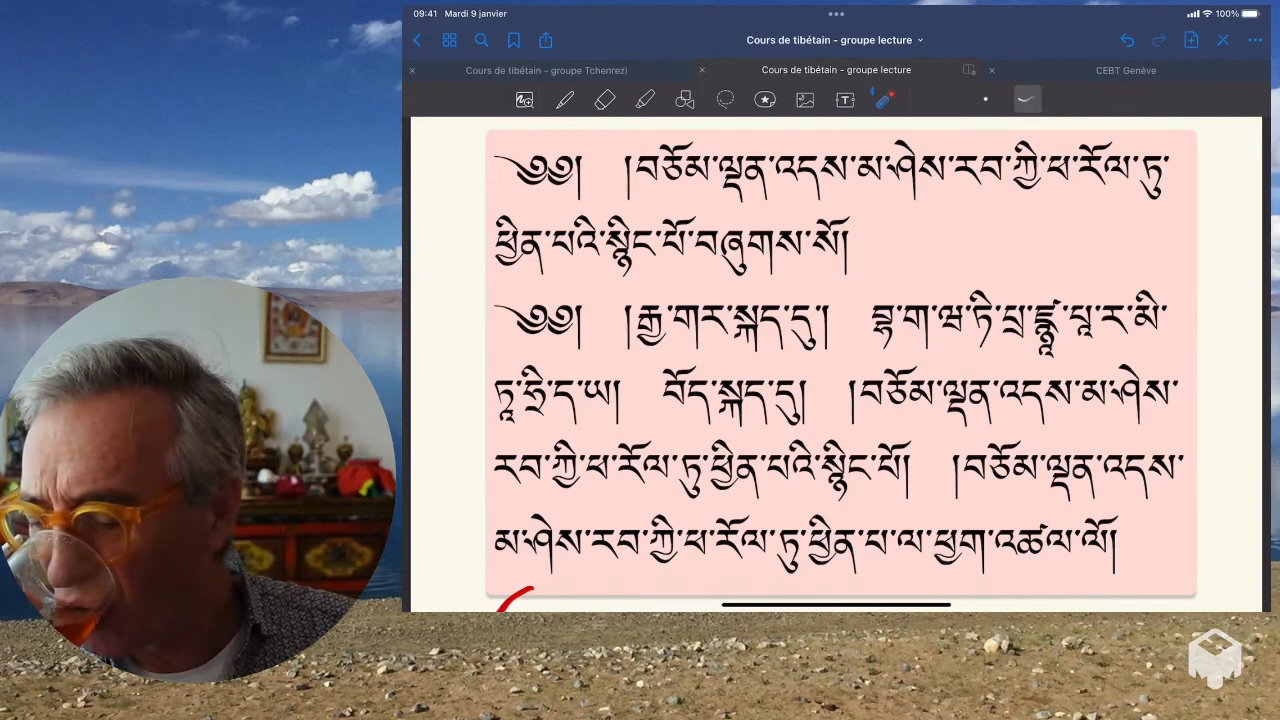 09:41 Mardi 9 janvier
100%
Cours de tibétain - groupe lecture
Cours de tibétain - groupe Tchenrezi
Cours de tibétain - groupe lecture
CEBT Genève
༄༅། །བཅོམ་ལྡན་འདས་མ་ཤེས་རབ་ཀྱི་ཕ་རོལ་ཏུ་
ཕྱིན་པའི་སྙིང་པོ་བཞུགས་སོ།
༄༅། །རྒྱ་གར་སྐད་དུ། བྷ་ག་ཝ་ཏི་པྲ་ཛྙཱ་པཱ་ར་མི་
ཏཱ་ཧྲི་ད་ཡ། བོད་སྐད་དུ། །བཅོམ་ལྡན་འདས་མ་ཤེས་
རབ་ཀྱི་ཕ་རོལ་ཏུ་ཕྱིན་པའི་སྙིང་པོ། །བཅོམ་ལྡན་འདས་
མ་ཤེས་རབ་ཀྱི་ཕ་རོལ་ཏུ་ཕྱིན་པ་ལ་ཕྱག་འཚལ་ལོ།